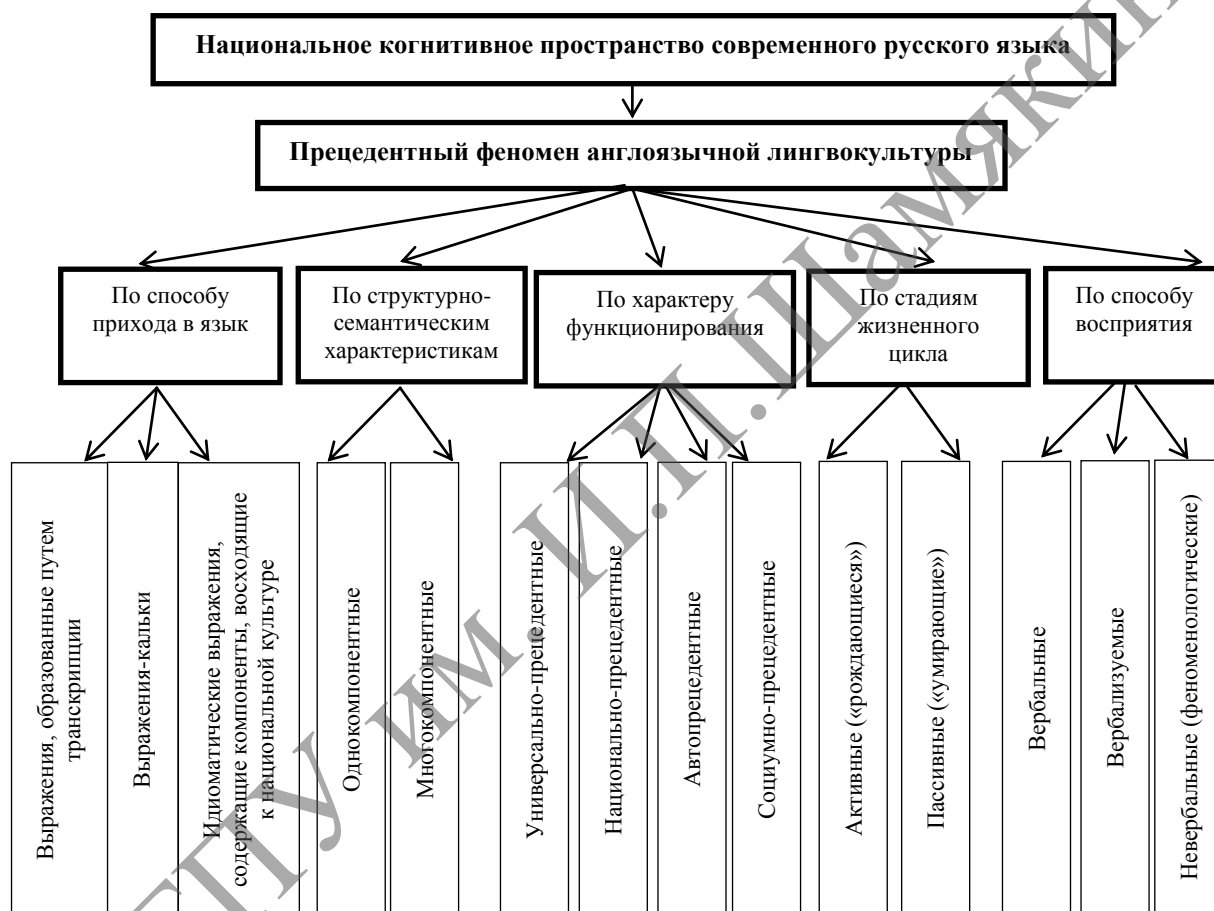 Национальное когнитивное пространство современного русского языка
Прецедентный феномен англоязычной лингвокультуры
По способу
прихода в язык
По структурно-
семантическим
характеристикам
По характеру
функционирования
По стадиям
жизненного
цикла
По способу
восприятия
Выражения, образованные путем
транскрипции
Выражения-кальки
Идиоматические выражения,
содержащие компоненты, восходящие
к национальной культуре
Однокомпонентные
Многокомпонентные
Универсально-прецедентные
Национально-прецедентные
Автопрецедентные
Социумно-прецедентные
Активные («рождающиеся»)
Пассивные («умирающие»)
Вербальные
Вербализуемые
Невербальные (феноменологические)
ГПУ им. И.П.Шамякина